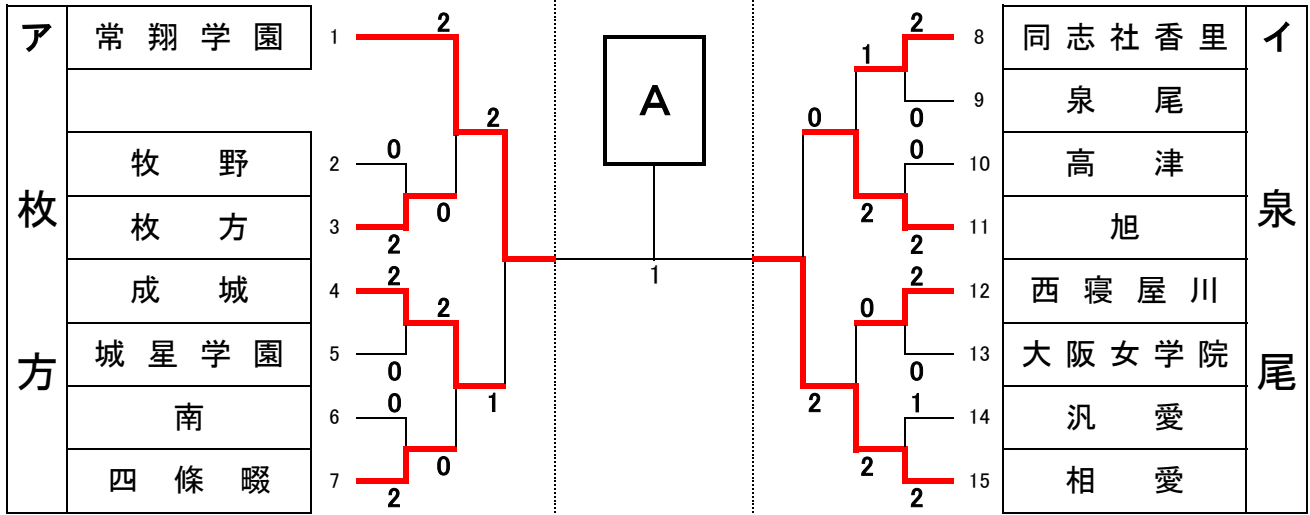 ア 枚方
常翔学園 1
牧野 2
枚方 3
成城 4
城星学園 5
南 6
四條畷 7
2
0
2
2
0
0
2
0
2
0
2
1
A
1
0
2
1
2
0
2
2
0
0
2
2
0
1
2
8 同志社香里
9 泉尾
10 高津
11 旭
12 西寝屋川
13 大阪女学院
14 汎愛
15 相愛
イ 泉尾